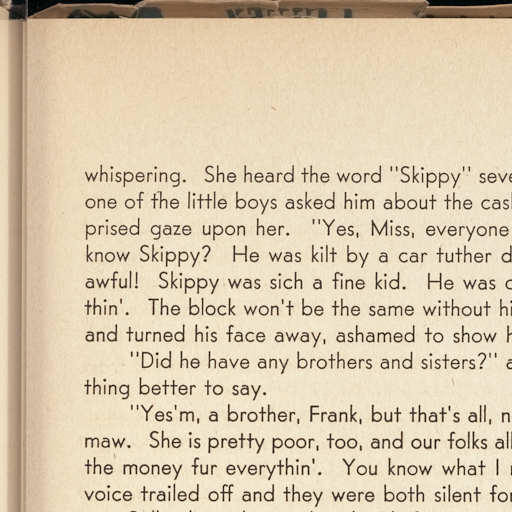 whispering. She heard the word "Skippy"
one of the little boys asked him about the
prised gaze upon her. "Yes, Miss, everyone
know Skippy? He was kilt by a car tuther
awful! Skippy was sich a fine kid. He was
thin'. The block won't be the same without
and turned his face away, ashamed to show
"Did he have any brothers and sisters?"
thing better to say.
"Yes'm, a brother, Frank, but that's all,
maw. She is pretty poor, too, and our folks
the money fur everythin'. You know what I
voice trailed off and they were both silent